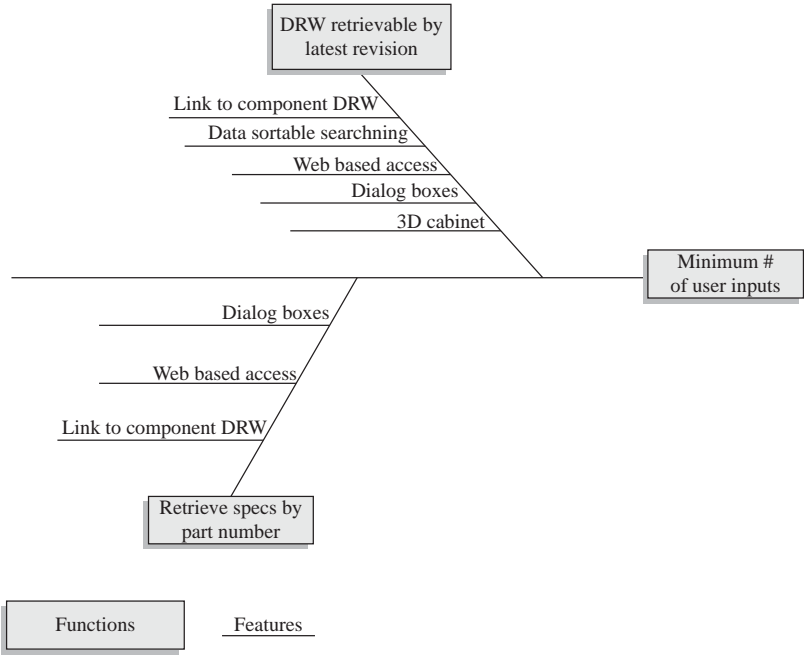 DRW retrievable by
latest revision
Link to component DRW
Data sortable searchning
Web based access
Dialog boxes
3D cabinet
Minimum #
of user inputs
Dialog boxes
Web based access
Link to component DRW
Retrieve specs by
part number
Functions
Features